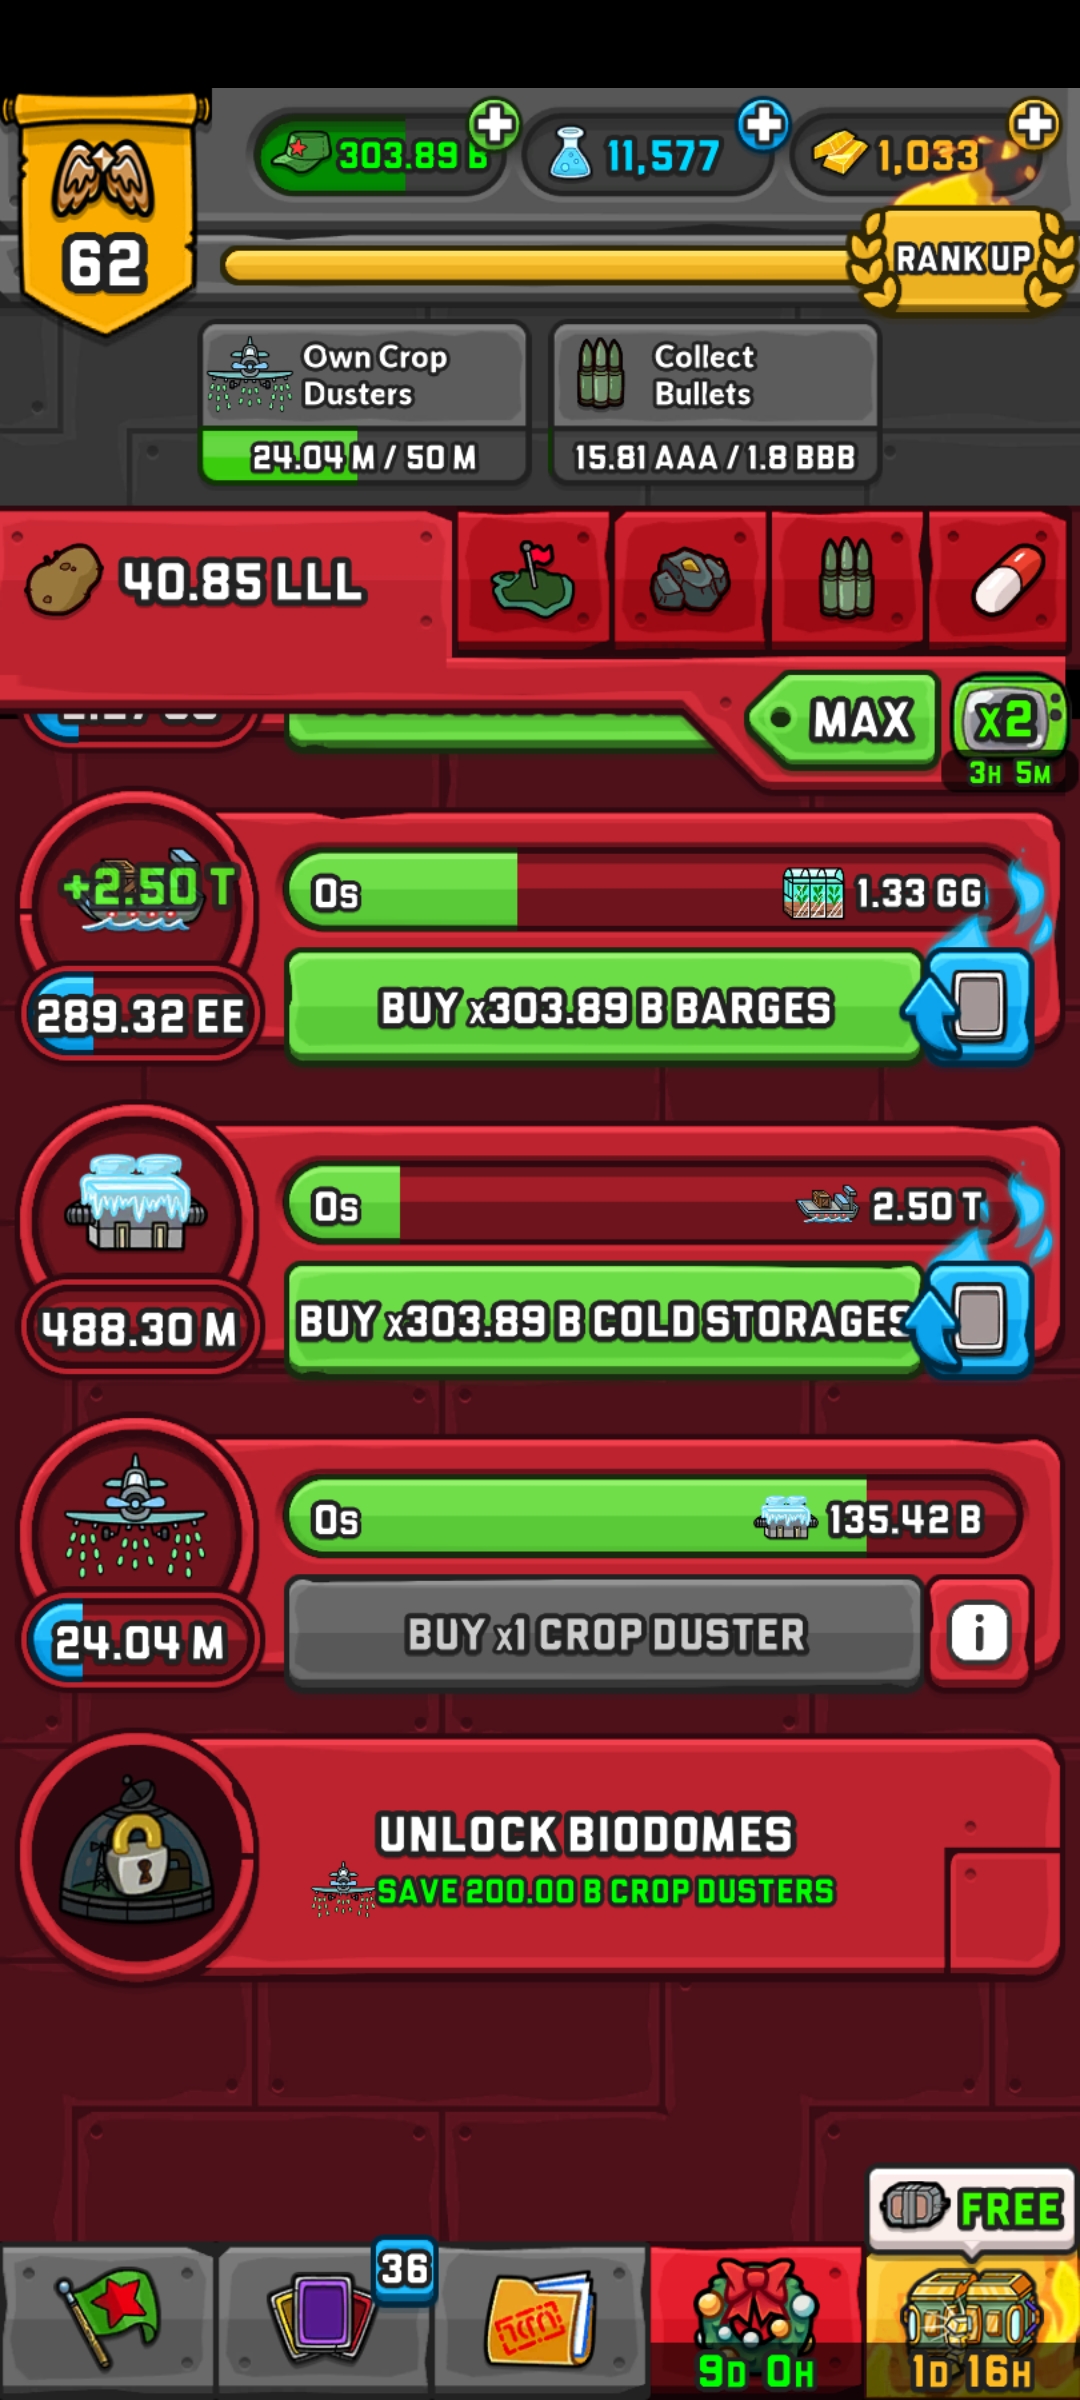 303.89 B
11,577
1,033
62
RANK UP
Own Crop
Dusters
24.04 M / 50 M
Collect
Bullets
15.81 AAA / 1.8 BBB
40.85 LLL
MAX
x2
3H 5M
+2.50 T
0s
1.33 GG
289.32 EE
BUY x303.89 B BARGES
0s
2.50 T
488.30 M
BUY x303.89 B COLD STORAGES
0s
135.42 B
24.04 M
BUY x1 CROP DUSTER
i
UNLOCK BIODOMES
SAVE 200.00 B CROP DUSTERS
FREE
36
9D 0H
1D 16H